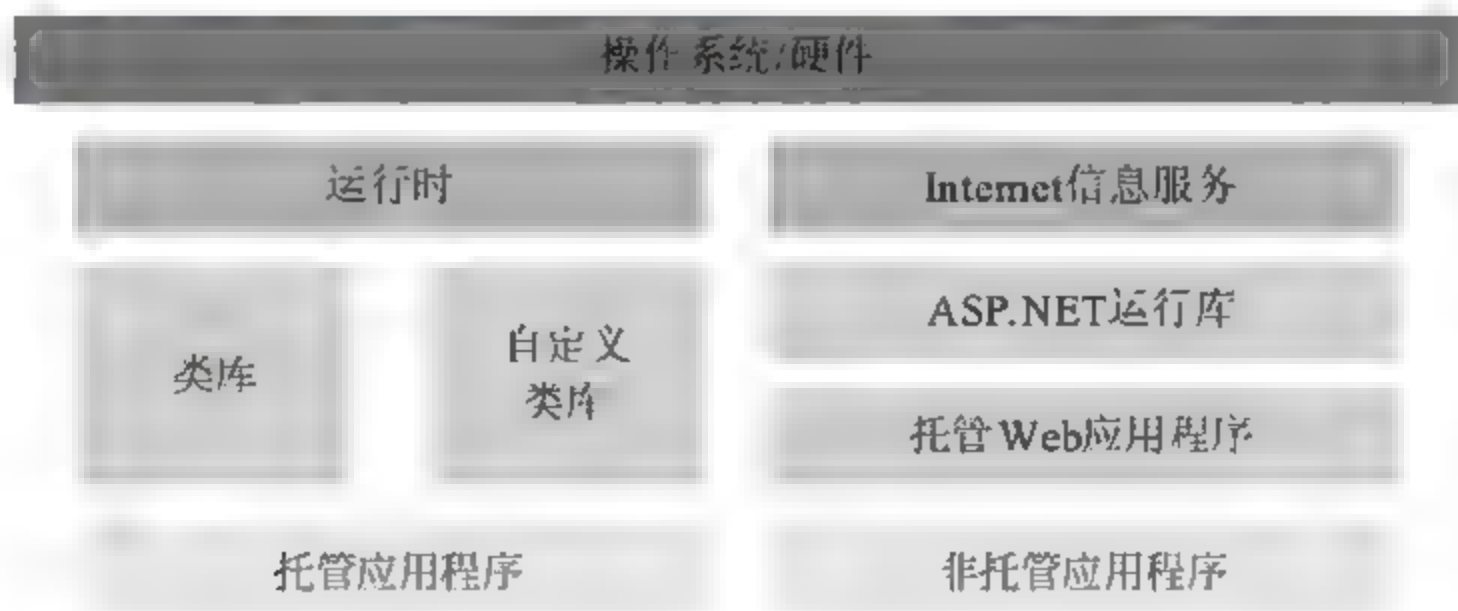 操作系统/硬件
运行时
Internet信息服务
类库
自定义
类库
ASP.NET运行库
托管Web应用程序
托管应用程序
非托管应用程序